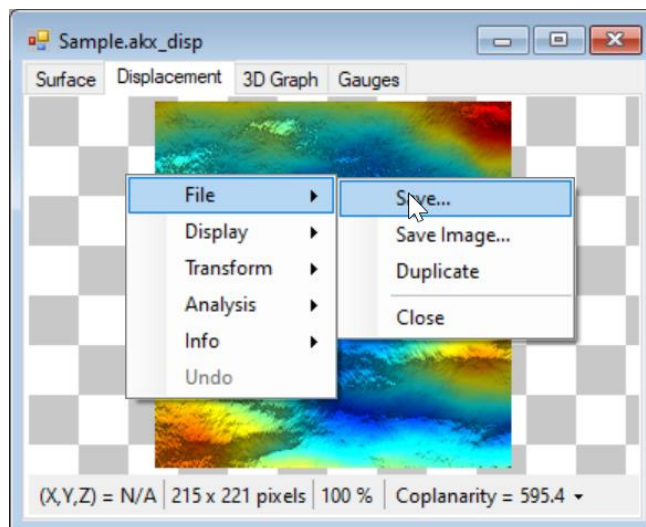 Sample.akx_disp
Surface Displacement 3D Graph Gauges
File
Save...
Display
Save Image...
Transform
Duplicate
Analysis
Close
Info
Undo
(X,Y,Z) = N/A 215 x 221 pixels 100 % Coplanarity = 595.4